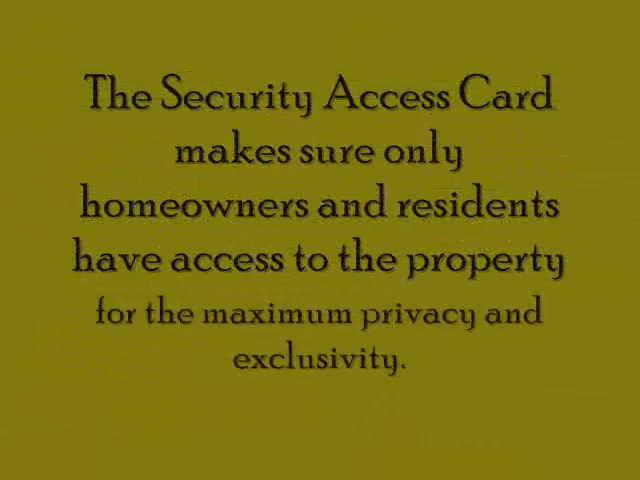 The Security Access Card
makes sure only
homeowners and residents
have access to the property
for the maximum privacy and
exclusivity.